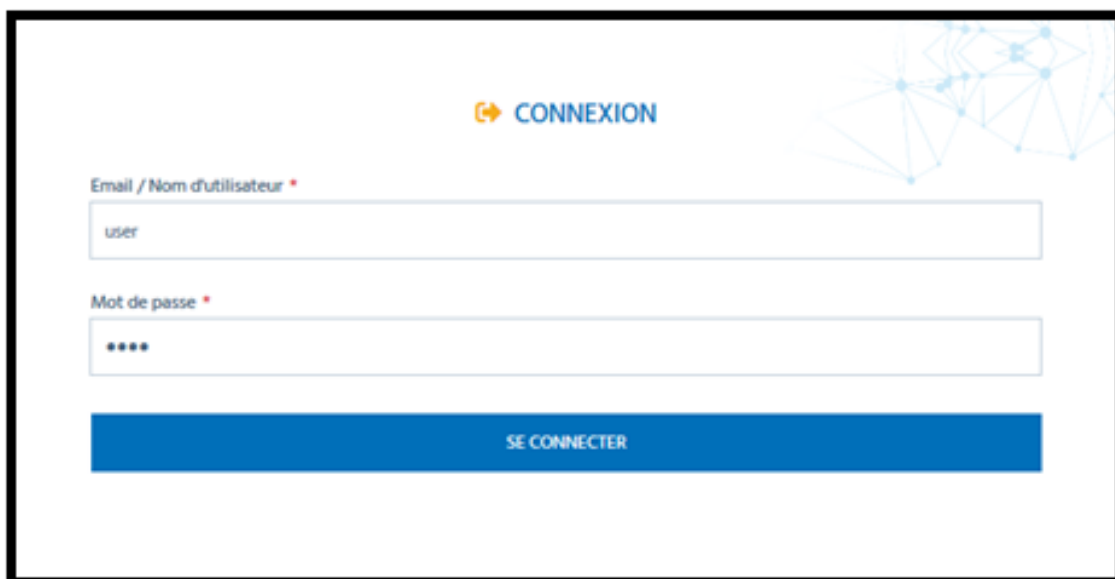 CONNEXION
Email / Nom d'utilisateur *
user
Mot de passe *
••••
SE CONNECTER